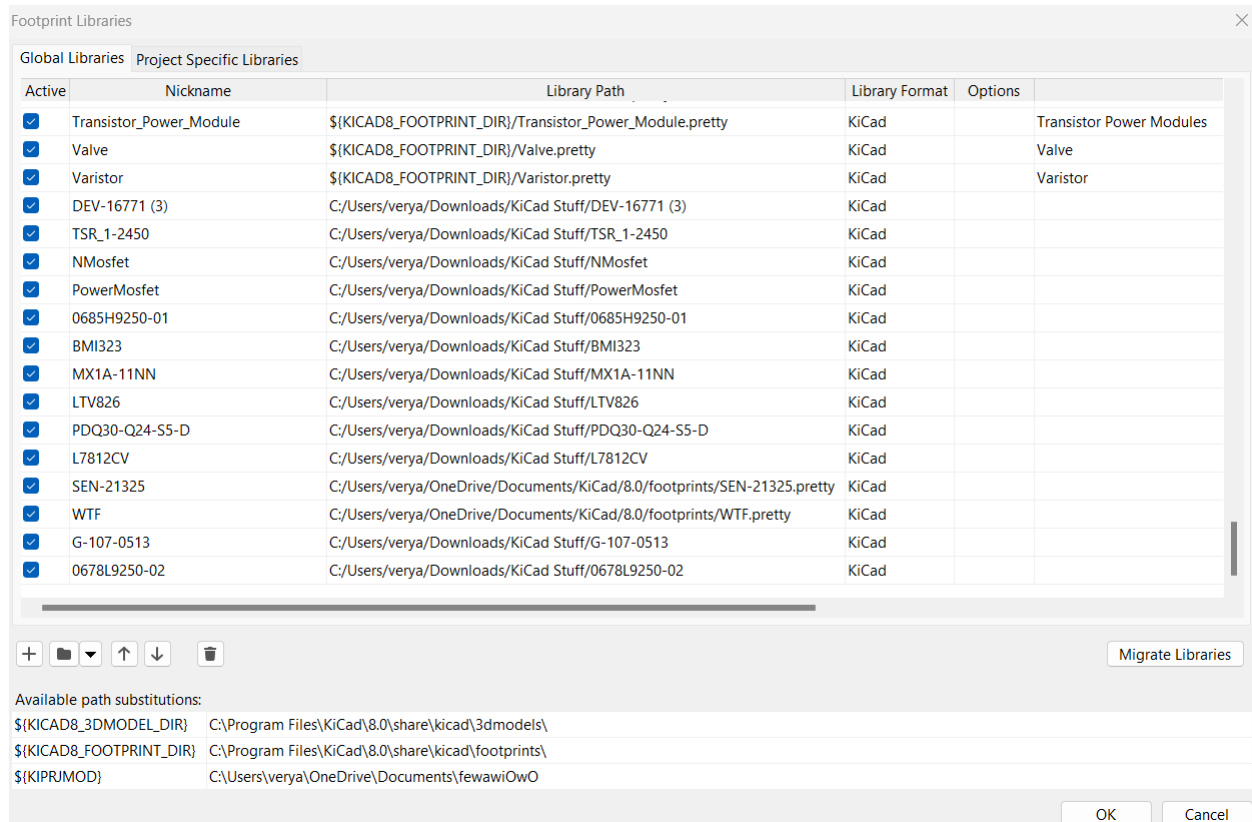 Footprint Libraries
Global Libraries Project Specific Libraries
Active Nickname Library Path Library Format Options
Transistor_Power_Module ${KICAD8_FOOTPRINT_DIR}/Transistor_Power_Module.pretty KiCad Transistor Power Modules
Valve ${KICAD8_FOOTPRINT_DIR}/Valve.pretty KiCad Valve
Varistor ${KICAD8_FOOTPRINT_DIR}/Varistor.pretty KiCad Varistor
DEV-16771 (3) C:/Users/verya/Downloads/KiCad Stuff/DEV-16771 (3) KiCad
TSR_1-2450 C:/Users/verya/Downloads/KiCad Stuff/TSR_1-2450 KiCad
NMosfet C:/Users/verya/Downloads/KiCad Stuff/NMosfet KiCad
PowerMosfet C:/Users/verya/Downloads/KiCad Stuff/PowerMosfet KiCad
0685H9250-01 C:/Users/verya/Downloads/KiCad Stuff/0685H9250-01 KiCad
BMI323 C:/Users/verya/Downloads/KiCad Stuff/BMI323 KiCad
MX1A-11NN C:/Users/verya/Downloads/KiCad Stuff/MX1A-11NN KiCad
LTV826 C:/Users/verya/Downloads/KiCad Stuff/LTV826 KiCad
PDQ30-Q24-S5-D C:/Users/verya/Downloads/KiCad Stuff/PDQ30-Q24-S5-D KiCad
L7812CV C:/Users/verya/Downloads/KiCad Stuff/L7812CV KiCad
SEN-21325 C:/Users/verya/OneDrive/Documents/KiCad/8.0/footprints/SEN-21325.pretty KiCad
WTF C:/Users/verya/OneDrive/Documents/KiCad/8.0/footprints/WTF.pretty KiCad
G-107-0513 C:/Users/verya/Downloads/KiCad Stuff/G-107-0513 KiCad
0678L9250-02 C:/Users/verya/Downloads/KiCad Stuff/0678L9250-02 KiCad
Migrate Libraries
Available path substitutions:
${KICAD8_3DMODEL_DIR} C:\Program Files\KiCad\8.0\share\kicad\3dmodels\
${KICAD8_FOOTPRINT_DIR} C:\Program Files\KiCad\8.0\share\kicad\footprints\
${KIPRJMOD} C:\Users\verya\OneDrive\Documents\fewawiOwO
OK Cancel